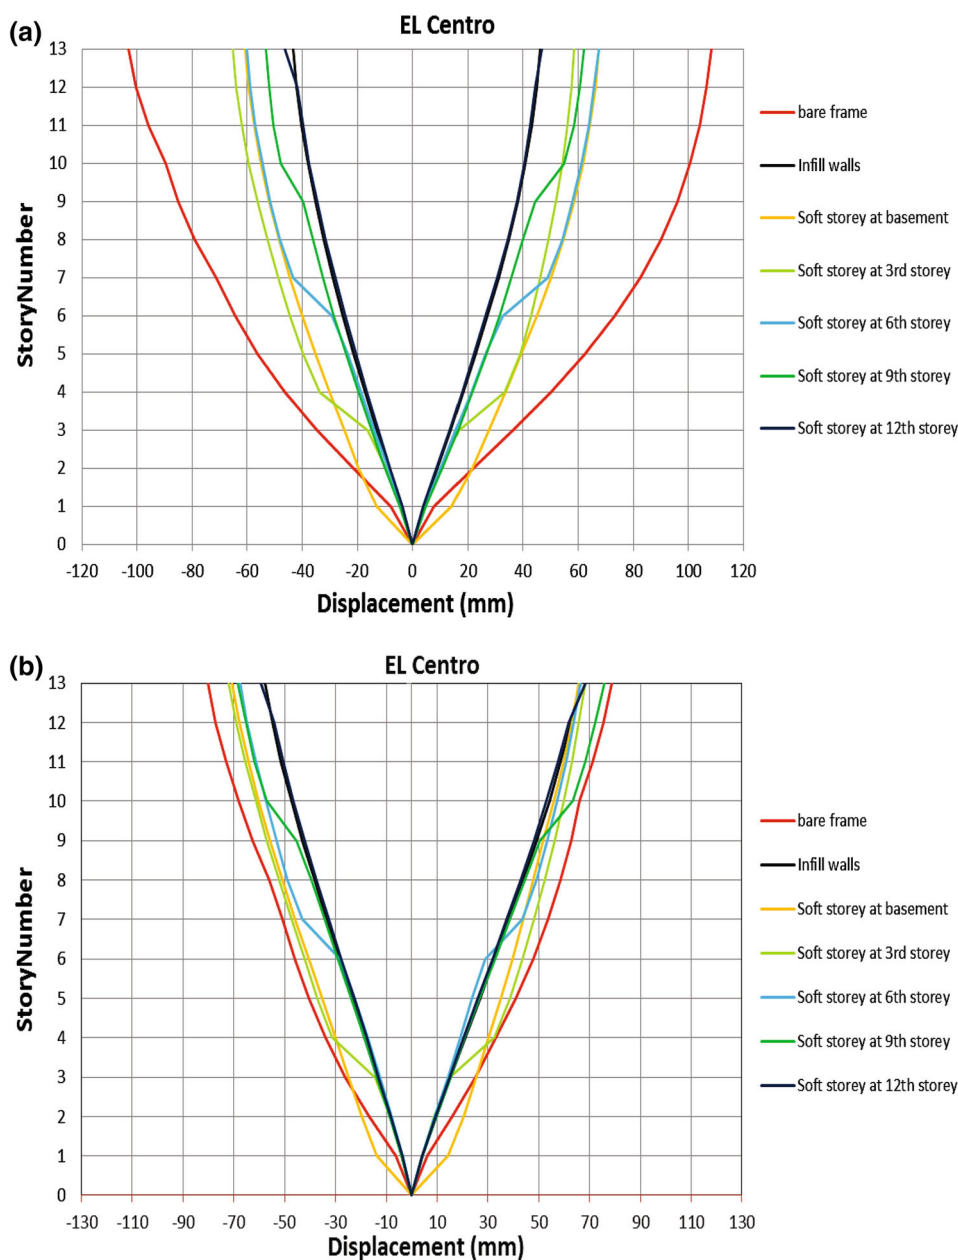 (a)
EL Centro
13
12
11
10
9
8
7
6
5
4
3
2
1
0
StoryNumber
-120 -100 -80 -60 -40 -20 0 20 40 60 80 100 120
Displacement (mm)
bare frame
Infill walls
Soft storey at basement
Soft storey at 3rd storey
Soft storey at 6th storey
Soft storey at 9th storey
Soft storey at 12th storey
(b)
EL Centro
13
12
11
10
9
8
7
6
5
4
3
2
1
0
StoryNumber
-130 -110 -90 -70 -50 -30 -10 10 30 50 70 90 110 130
Displacement (mm)
bare frame
Infill walls
Soft storey at basement
Soft storey at 3rd storey
Soft storey at 6th storey
Soft storey at 9th storey
Soft storey at 12th storey